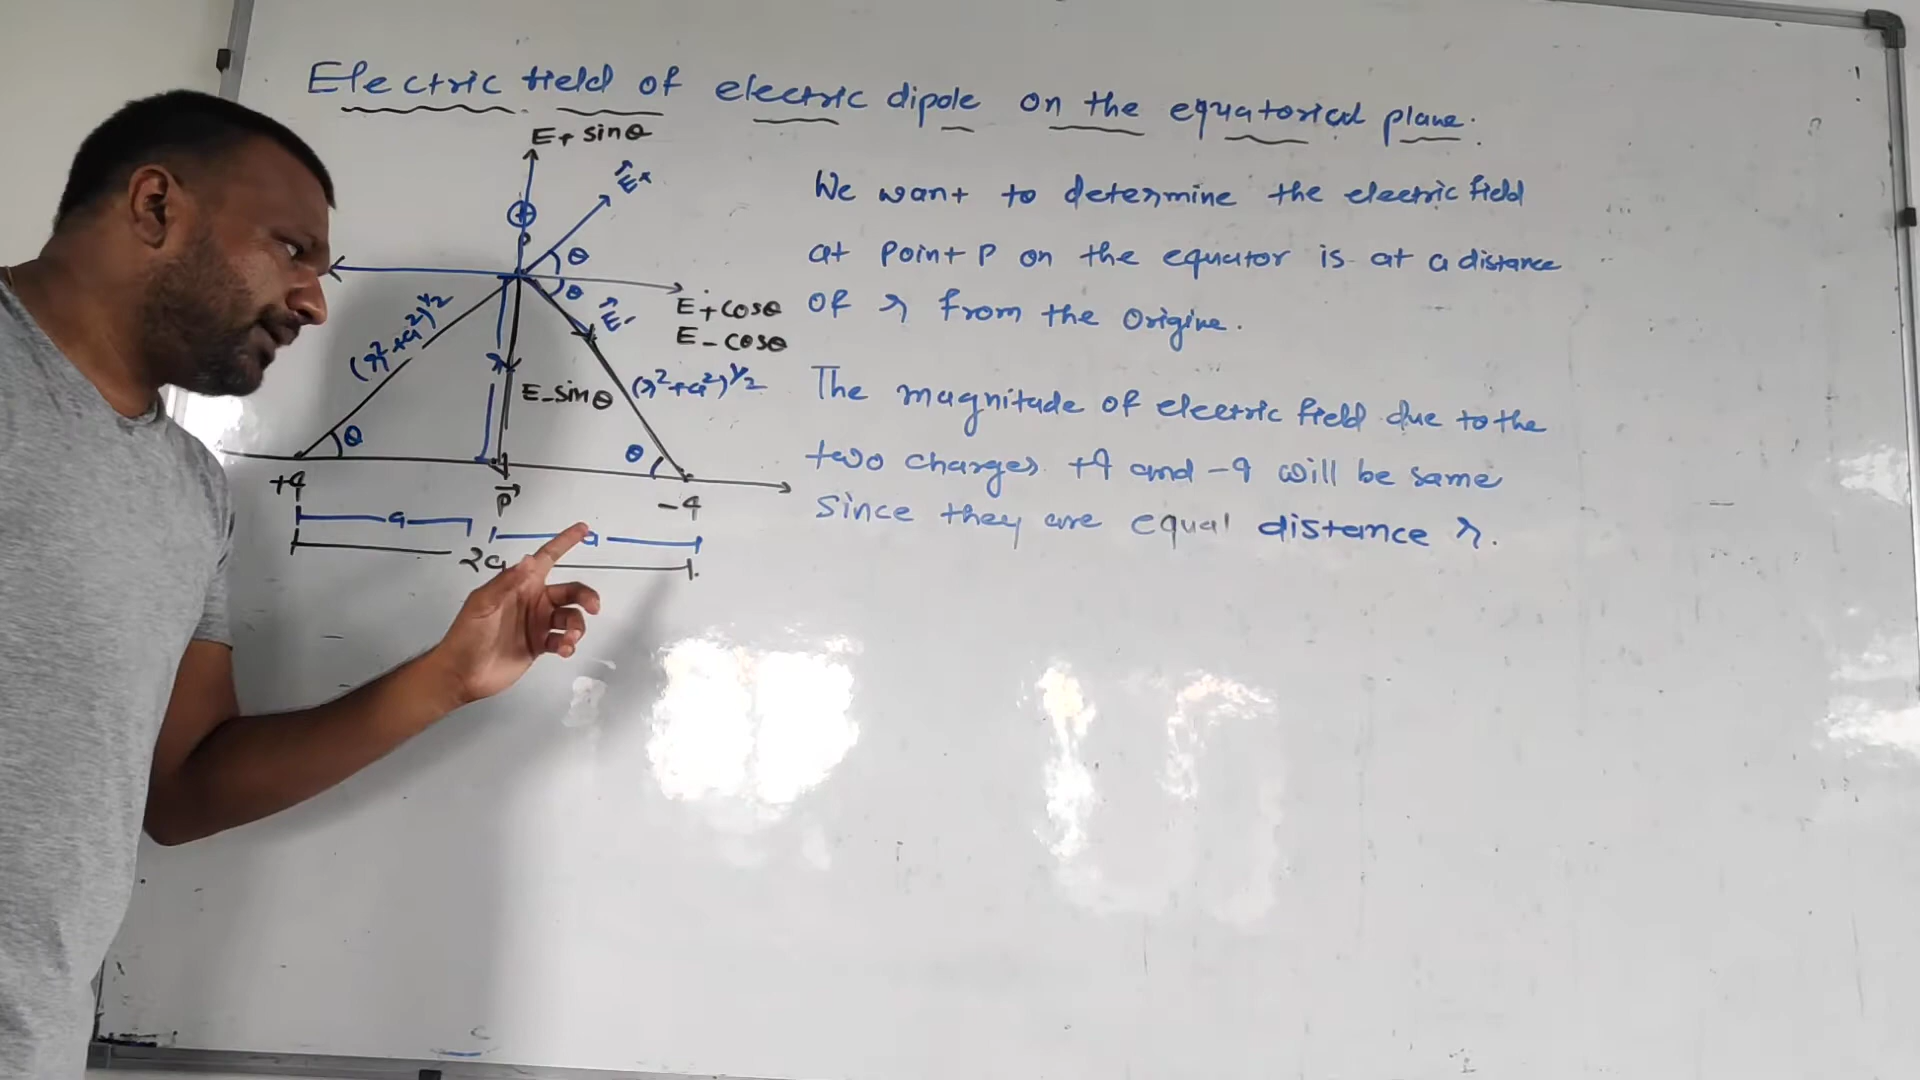 Electric field of electric dipole on the equatorical plane.
E+ sinθ
E+
P
θ
θ
E-
E+cosθ
E-cosθ
(r²+a²)^1/2
r
E-sinθ
(r²+a²)^1/2
θ
θ
+q
P
-q
a
a
2a
We want to determine the electric field
at point P on the equator is at a distance
of r from the origine.
The magnitude of electric field due to the
two charges +q and -q will be same
since they are equal distance r.